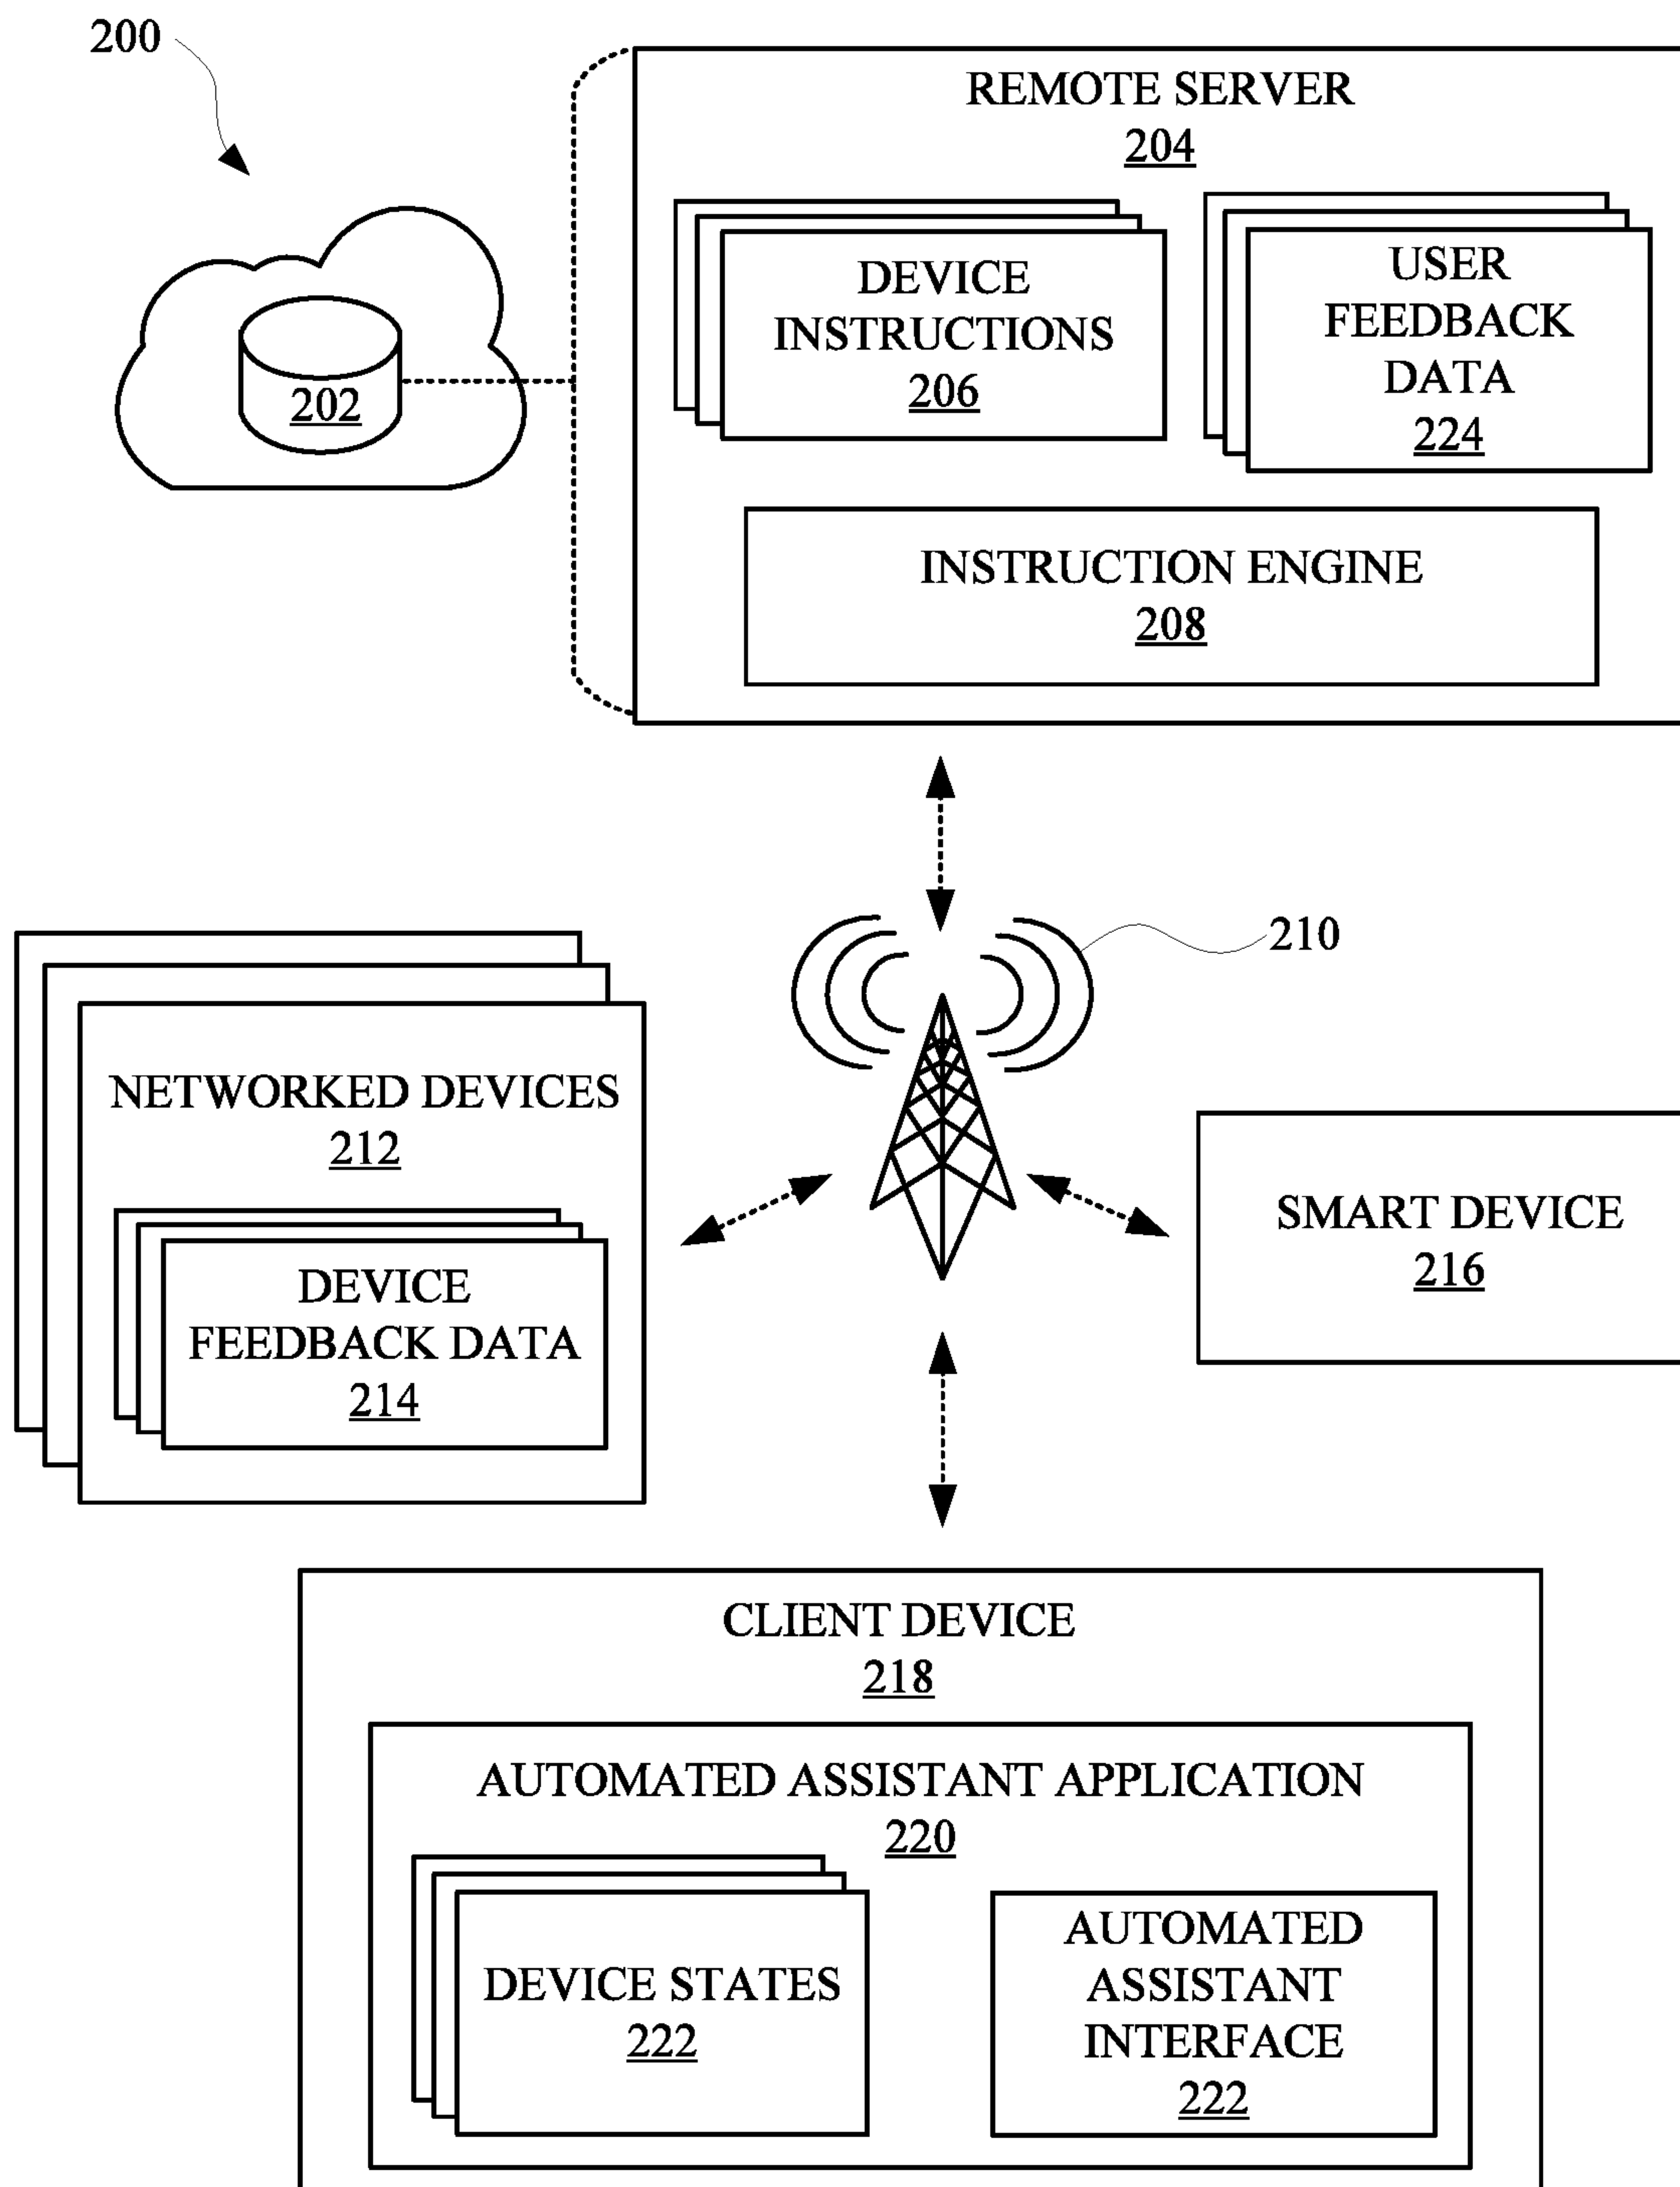 200
REMOTE SERVER
204
DEVICE
INSTRUCTIONS
206
USER
FEEDBACK
DATA
224
202
INSTRUCTION ENGINE
208
210
NETWORKED DEVICES
212
DEVICE
FEEDBACK DATA
214
SMART DEVICE
216
CLIENT DEVICE
218
AUTOMATED ASSISTANT APPLICATION
220
DEVICE STATES
222
AUTOMATED
ASSISTANT
INTERFACE
222